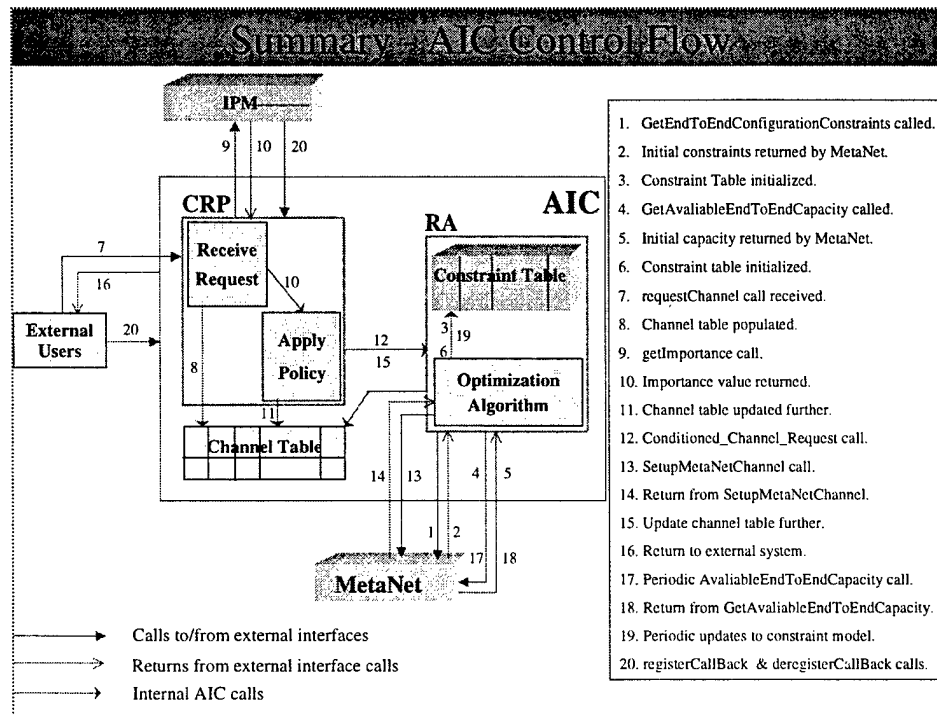 Summary - AIC Control Flow
IPM
9
10
20
CRP
AIC
RA
Receive
Request
Constraint Table
7
16
10
External
Users
20
8
Apply
Policy
12
15
3
19
6
Optimization
Algorithm
11
Channel Table
14
13
4
5
1
2
17
18
MetaNet
Calls to/from external interfaces
Returns from external interface calls
Internal AIC calls
1. GetEndToEndConfigurationConstraints called.
2. Initial constraints returned by MetaNet.
3. Constraint Table initialized.
4. GetAvaliableEndToEndCapacity called.
5. Initial capacity returned by MetaNet.
6. Constraint table initialized.
7. requestChannel call received.
8. Channel table populated.
9. getImportance call.
10. Importance value returned.
11. Channel table updated further.
12. Conditioned_Channel_Request call.
13. SetupMetaNetChannel call.
14. Return from SetupMetaNetChannel.
15. Update channel table further.
16. Return to external system.
17. Periodic AvaliableEndToEndCapacity call.
18. Return from GetAvaliableEndToEndCapacity.
19. Periodic updates to constraint model.
20. registerCallBack & deregisterCallBack calls.